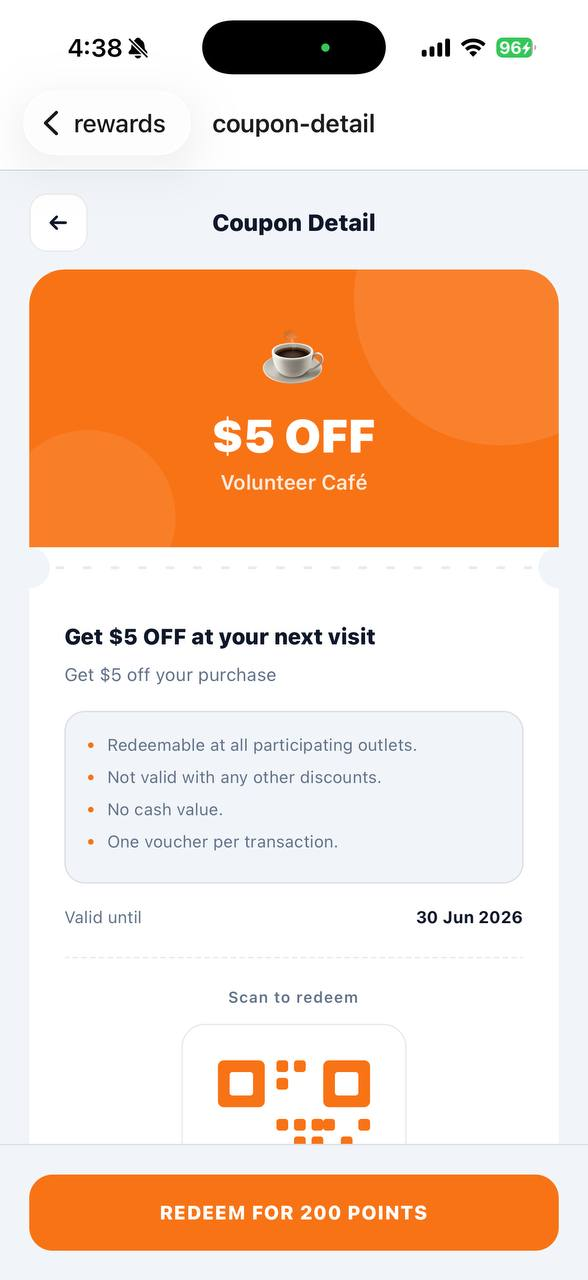 4:38
96
rewards
coupon-detail
Coupon Detail
$5 OFF
Volunteer Café
Get $5 OFF at your next visit
Get $5 off your purchase
Redeemable at all participating outlets.
Not valid with any other discounts.
No cash value.
One voucher per transaction.
Valid until 30 Jun 2026
Scan to redeem
REDEEM FOR 200 POINTS